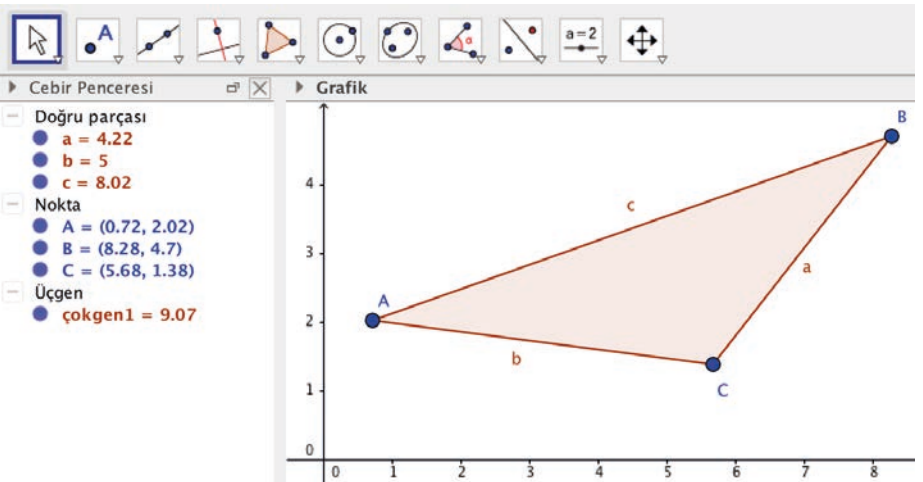 A
α
a=2
Cebir Penceresi
Grafik
Doğru parçası
a = 4.22
b = 5
c = 8.02
Nokta
A = (0.72, 2.02)
B = (8.28, 4.7)
C = (5.68, 1.38)
Üçgen
çokgen1 = 9.07
B
4
c
3
a
A
2
b
C
1
0
0 1 2 3 4 5 6 7 8